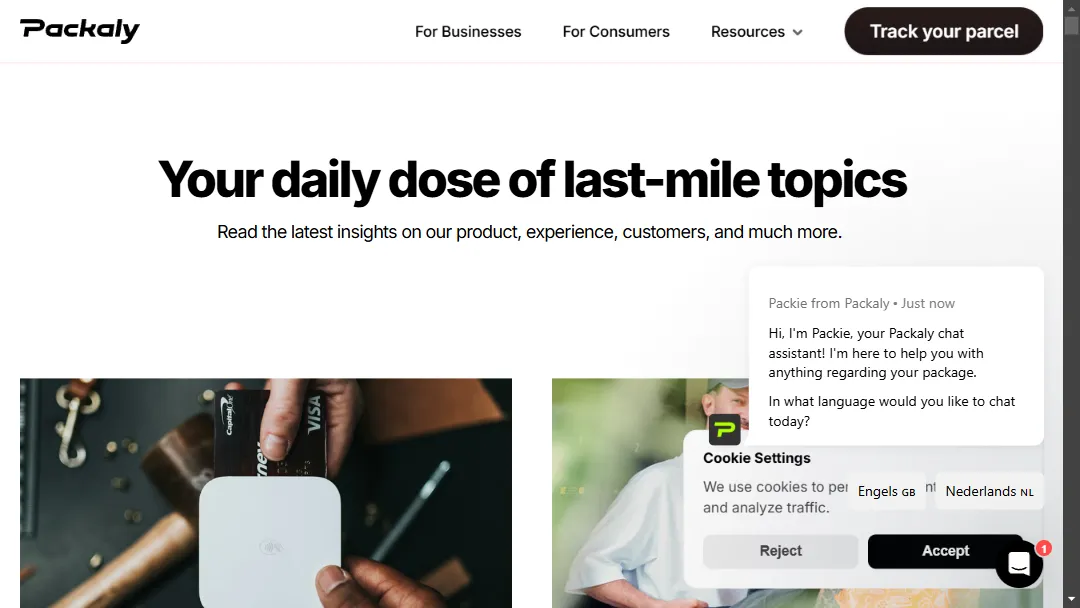 Packaly
For Businesses
For Consumers
Resources
Track your parcel
Your daily dose of last-mile topics
Read the latest insights on our product, experience, customers, and much more.
Packie from Packaly • Just now
Hi, I'm Packie, your Packaly chat
assistant! I'm here to help you with
anything regarding your package.
In what language would you like to chat
today?
Capital One
VISA
Cookie Settings
We use cookies to
and analyze traffic.
Engels GB
Nederlands NL
Reject
Accept
1